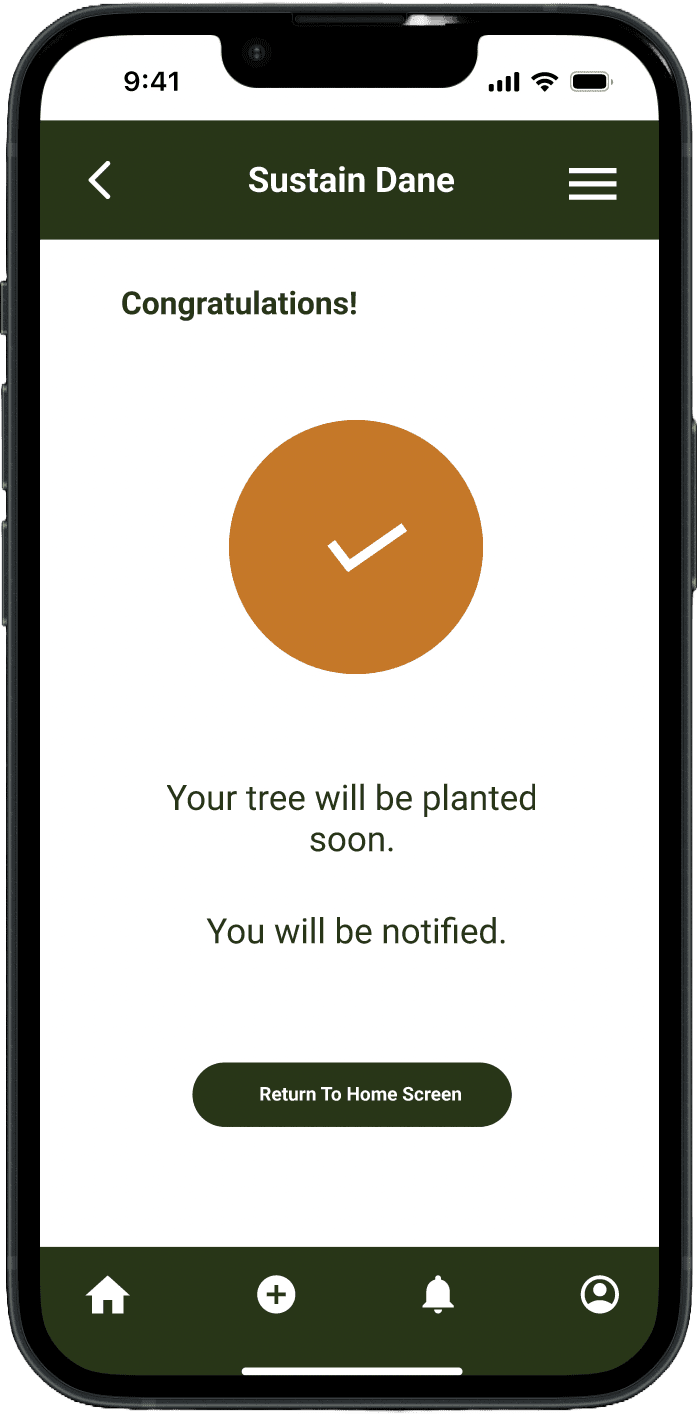 9:41
Sustain Dane
Congratulations!
Your tree will be planted
soon.
You will be notified.
Return To Home Screen